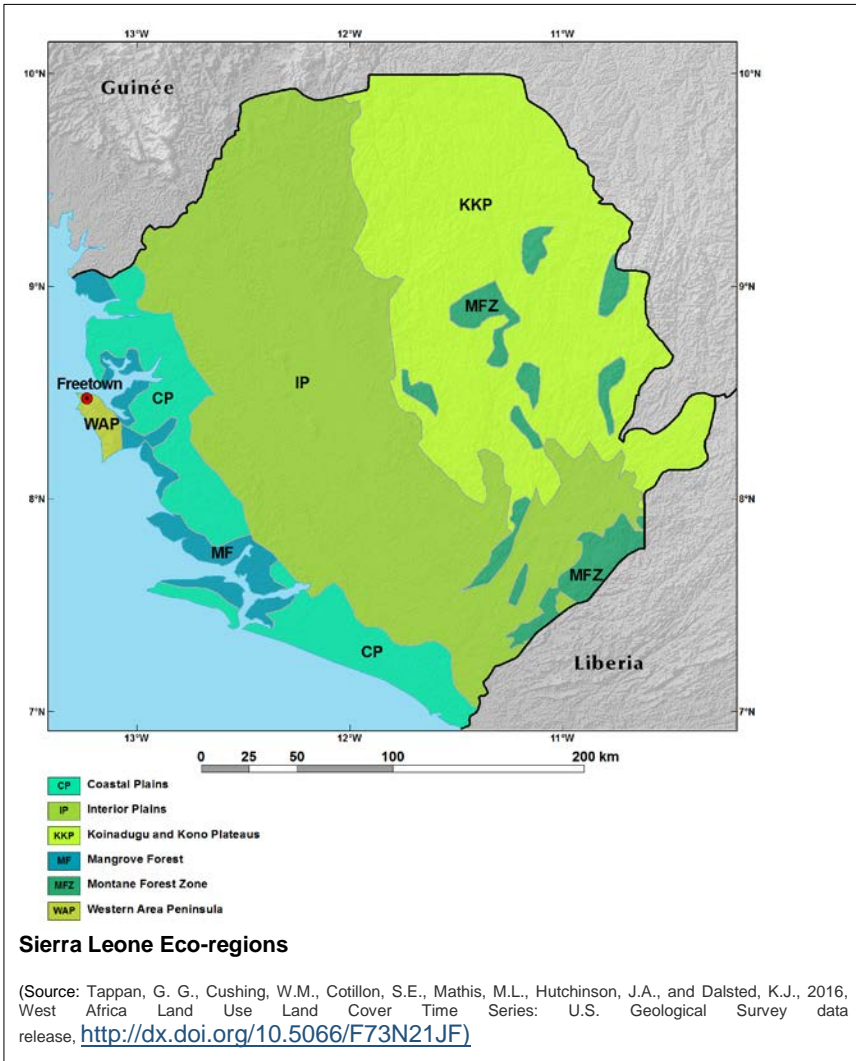 13°W 12°W 11°W
10°N 10°N
Guinée
KKP
9°N 9°N
MFZ
IP
Freetown
CP
WAP
8°N 8°N
MF
MFZ
CP
Liberia
7°N 7°N
13°W 12°W 11°W
0 25 50 100 200 km
CP Coastal Plains
IP Interior Plains
KKP Koinadugu and Kono Plateaus
MF Mangrove Forest
MFZ Montane Forest Zone
WAP Western Area Peninsula
Sierra Leone Eco-regions
(Source: Tappan, G. G., Cushing, W.M., Cotillon, S.E., Mathis, M.L., Hutchinson, J.A., and Dalsted, K.J., 2016,
West Africa Land Use Land Cover Time Series: U.S. Geological Survey data
release, http://dx.doi.org/10.5066/F73N21JF)